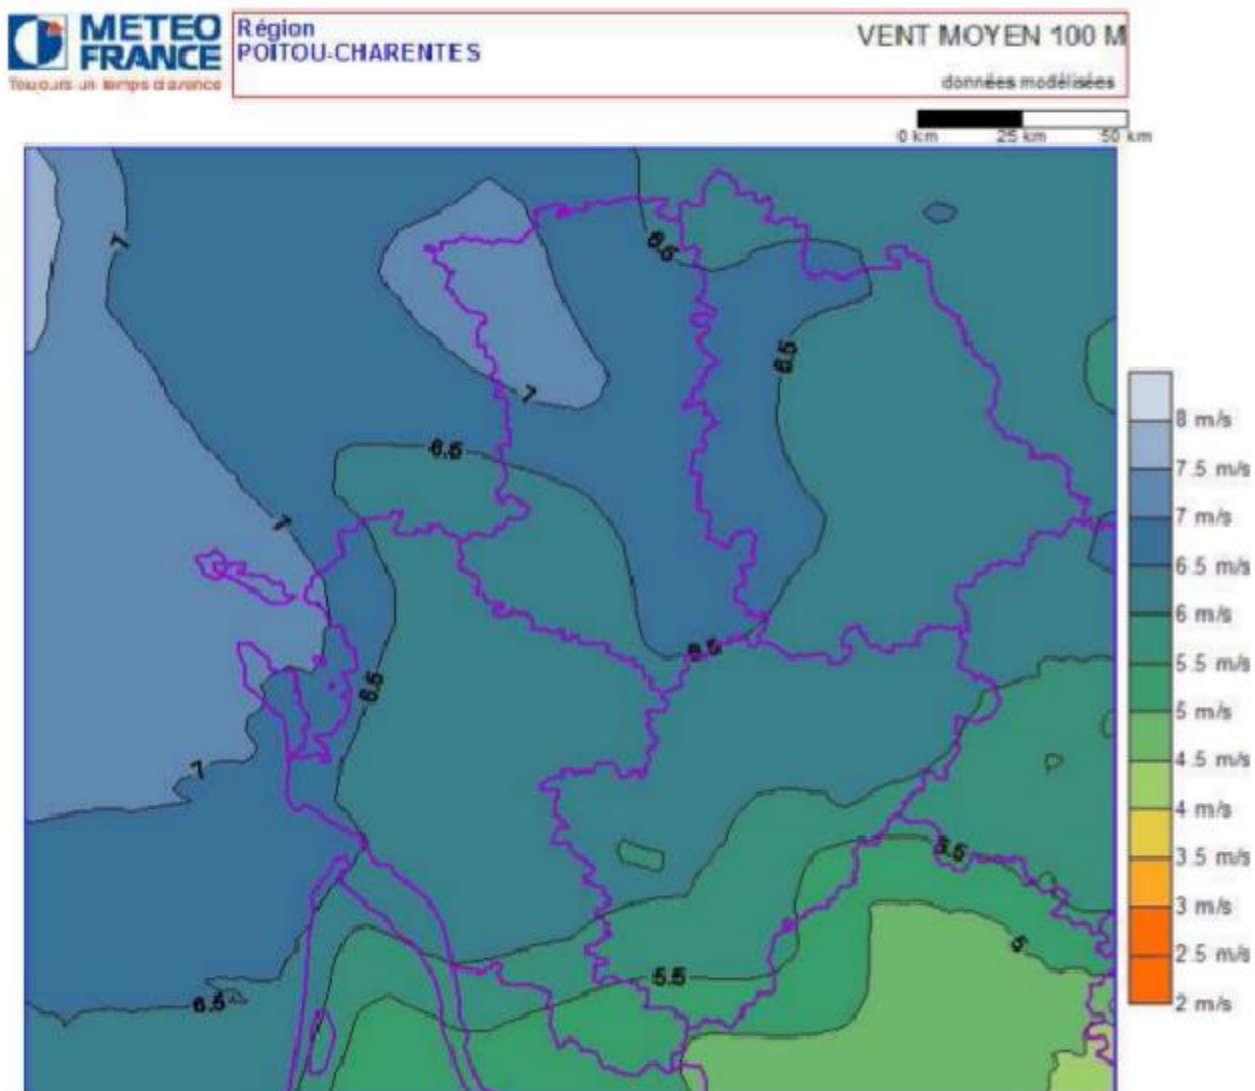 METEO
FRANCE
Toujours un temps d'avance
Région
POITOU-CHARENTES
VENT MOYEN 100 M
données modélisées
0 km 25 km 50 km
7
6.5
6.5
7
6.5
7
6.5
6.5
7
5.5
5
5.5
6.5
8 m/s
7.5 m/s
7 m/s
6.5 m/s
6 m/s
5.5 m/s
5 m/s
4.5 m/s
4 m/s
3.5 m/s
3 m/s
2.5 m/s
2 m/s